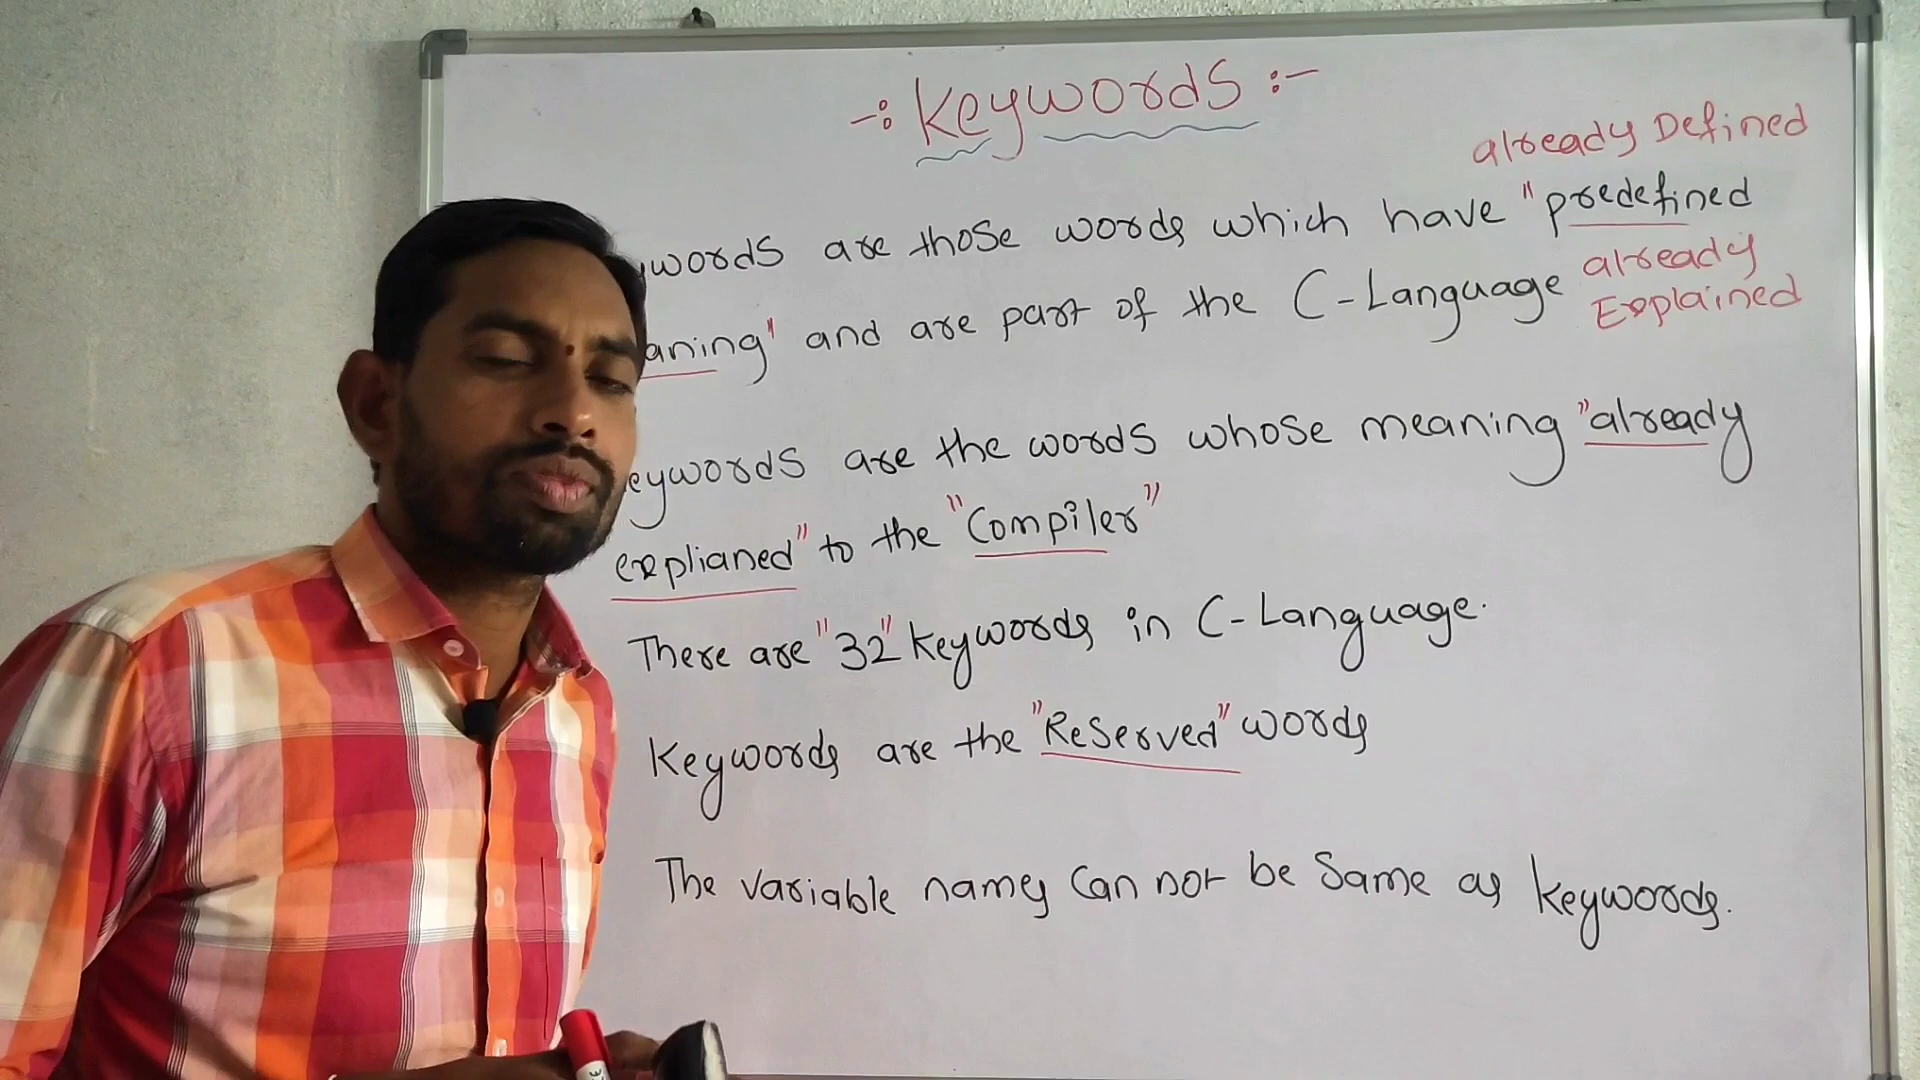 -: Keywords :-
already Defined
ywords are those words which have "predefined
aning" and are part of the C-Language
already
Explained
eywords are the words whose meaning "already
explianed" to the "Compiler"
There are "32" Keywords in C-Language.
Keywords are the "Reserved" words
The variable names can not be same as keywords.